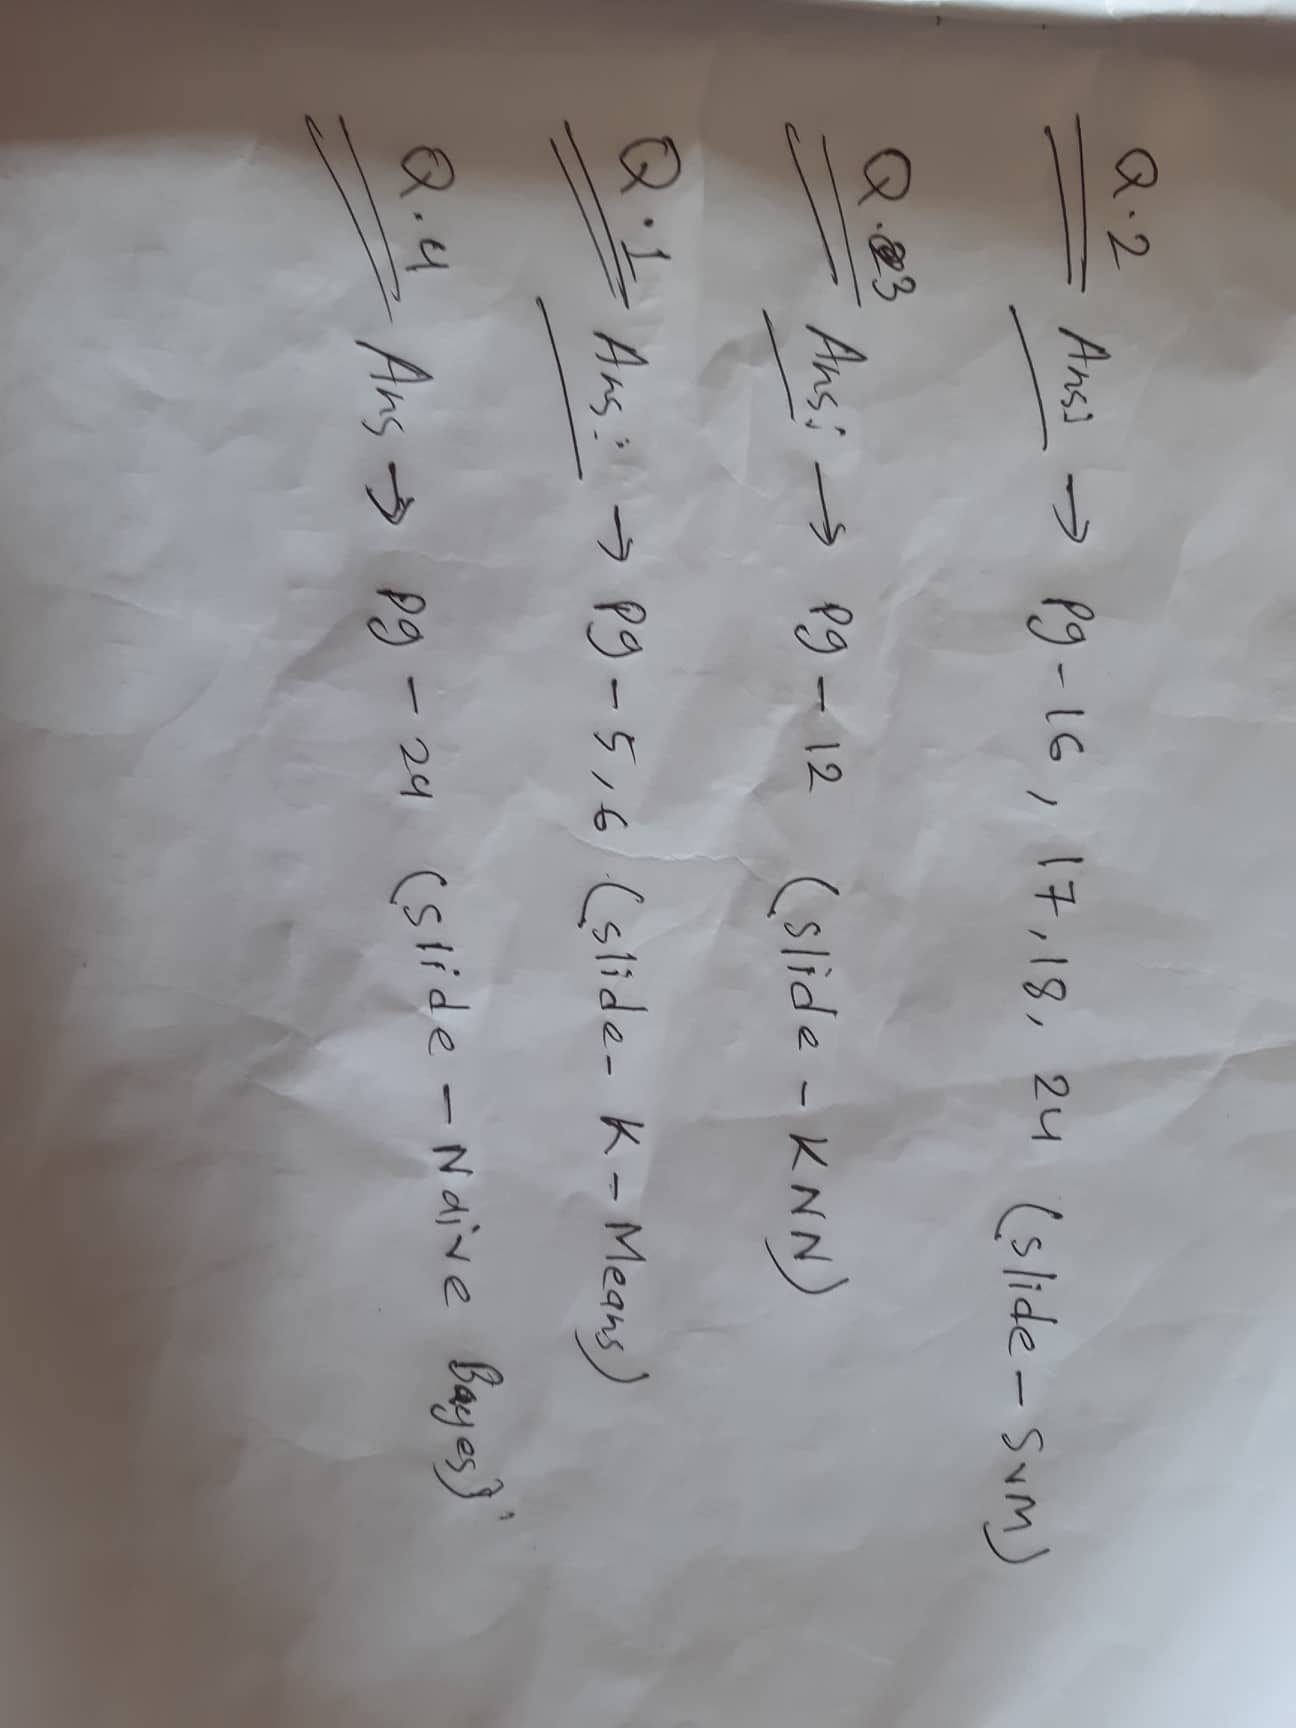 Q.2 Ans: → Pg-16, 17, 18, 24 (slide-SVM)
Q.3 Ans: → Pg-12 (slide-KNN)
Q.1 Ans: → Pg-5,6 (slide-K-Means)
Q.4 Ans → Pg-24 (slide-Naive Bayes)